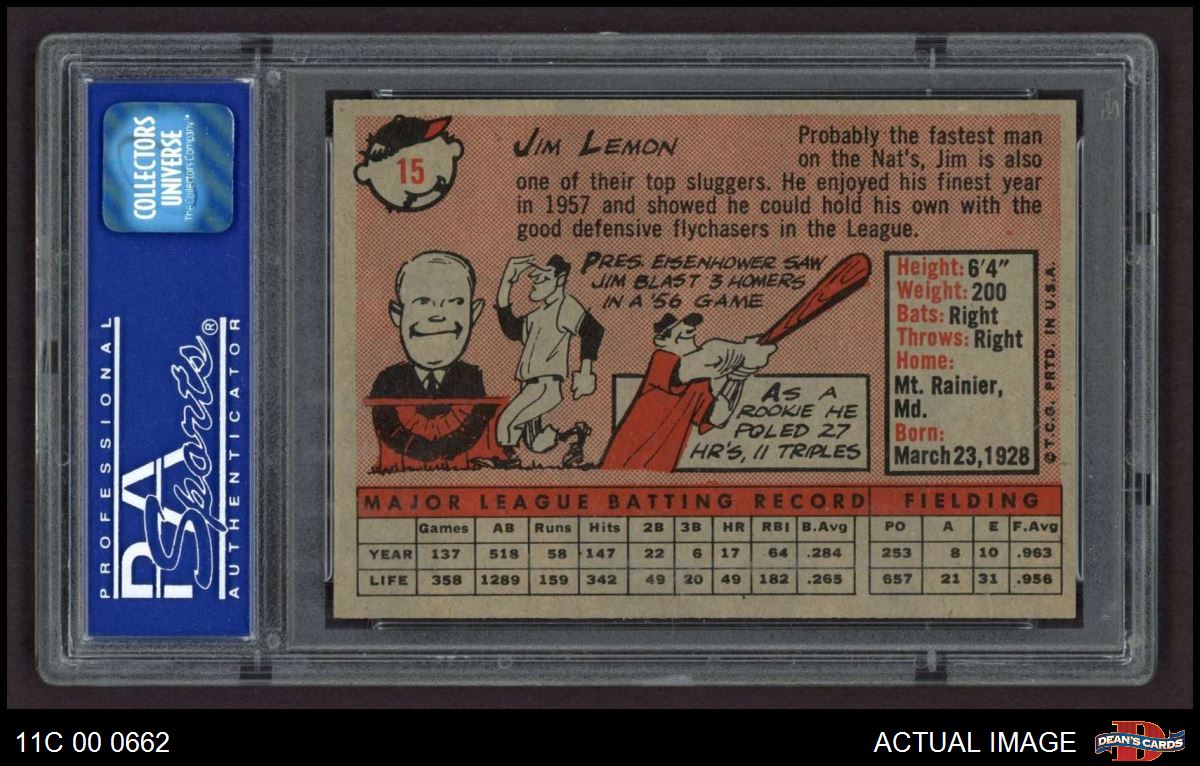 COLLECTORS
UNIVERSE
The Collectors Company™
PROFESSIONAL
PSA
Sports®
AUTHENTICATOR
15
JIM LEMON
Probably the fastest man
on the Nat's, Jim is also
one of their top sluggers. He enjoyed his finest year
in 1957 and showed he could hold his own with the
good defensive flychasers in the League.
PRES. EISENHOWER SAW
JIM BLAST 3 HOMERS
IN A '56 GAME
AS A
ROOKIE HE
POLED 27
HR'S, 11 TRIPLES
Height: 6'4"
Weight: 200
Bats: Right
Throws: Right
Home:
Mt. Rainier,
Md.
Born:
March 23, 1928
© T.C.G. PRTD. IN U.S.A.
MAJOR LEAGUE BATTING RECORD FIELDING
Games AB Runs Hits 2B 3B HR RBI B.Avg PO A E F.Avg
YEAR 137 518 58 147 22 6 17 64 .284 253 8 10 .963
LIFE 358 1289 159 342 49 20 49 182 .265 657 21 31 .956
11C 00 0662
ACTUAL IMAGE
D
DEAN'S CARDS